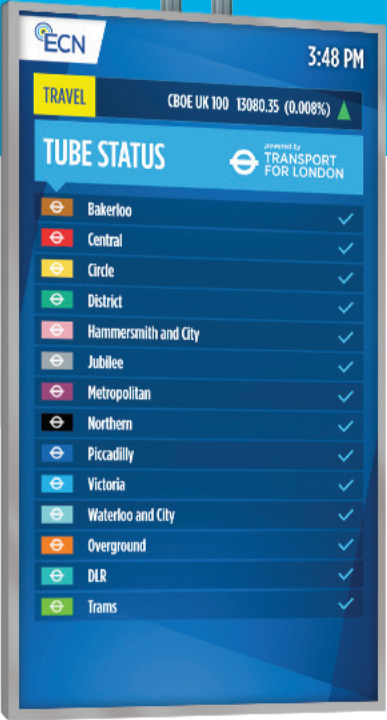 ECN
3:48 PM
TRAVEL
CBOE UK 100 13080.35 (0.008%)
TUBE STATUS
powered by
TRANSPORT
FOR LONDON
Bakerloo
Central
Circle
District
Hammersmith and City
Jubilee
Metropolitan
Northern
Piccadilly
Victoria
Waterloo and City
Overground
DLR
Trams